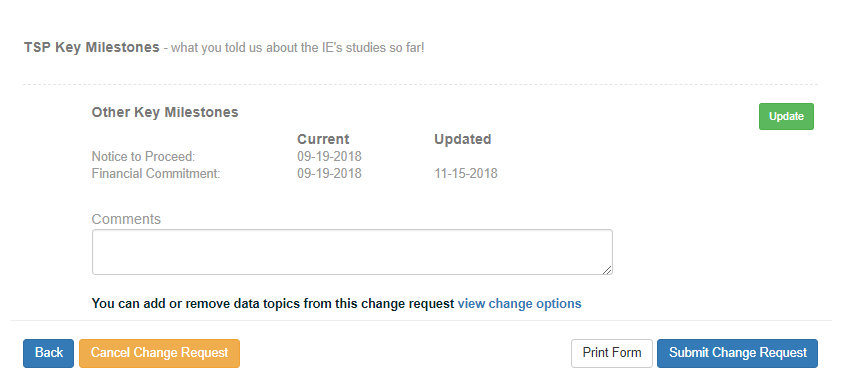 TSP Key Milestones - what you told us about the IE's studies so far!
Other Key Milestones
Update
Current Updated
Notice to Proceed: 09-19-2018
Financial Commitment: 09-19-2018 11-15-2018
Comments
You can add or remove data topics from this change request view change options
Back Cancel Change Request Print Form Submit Change Request